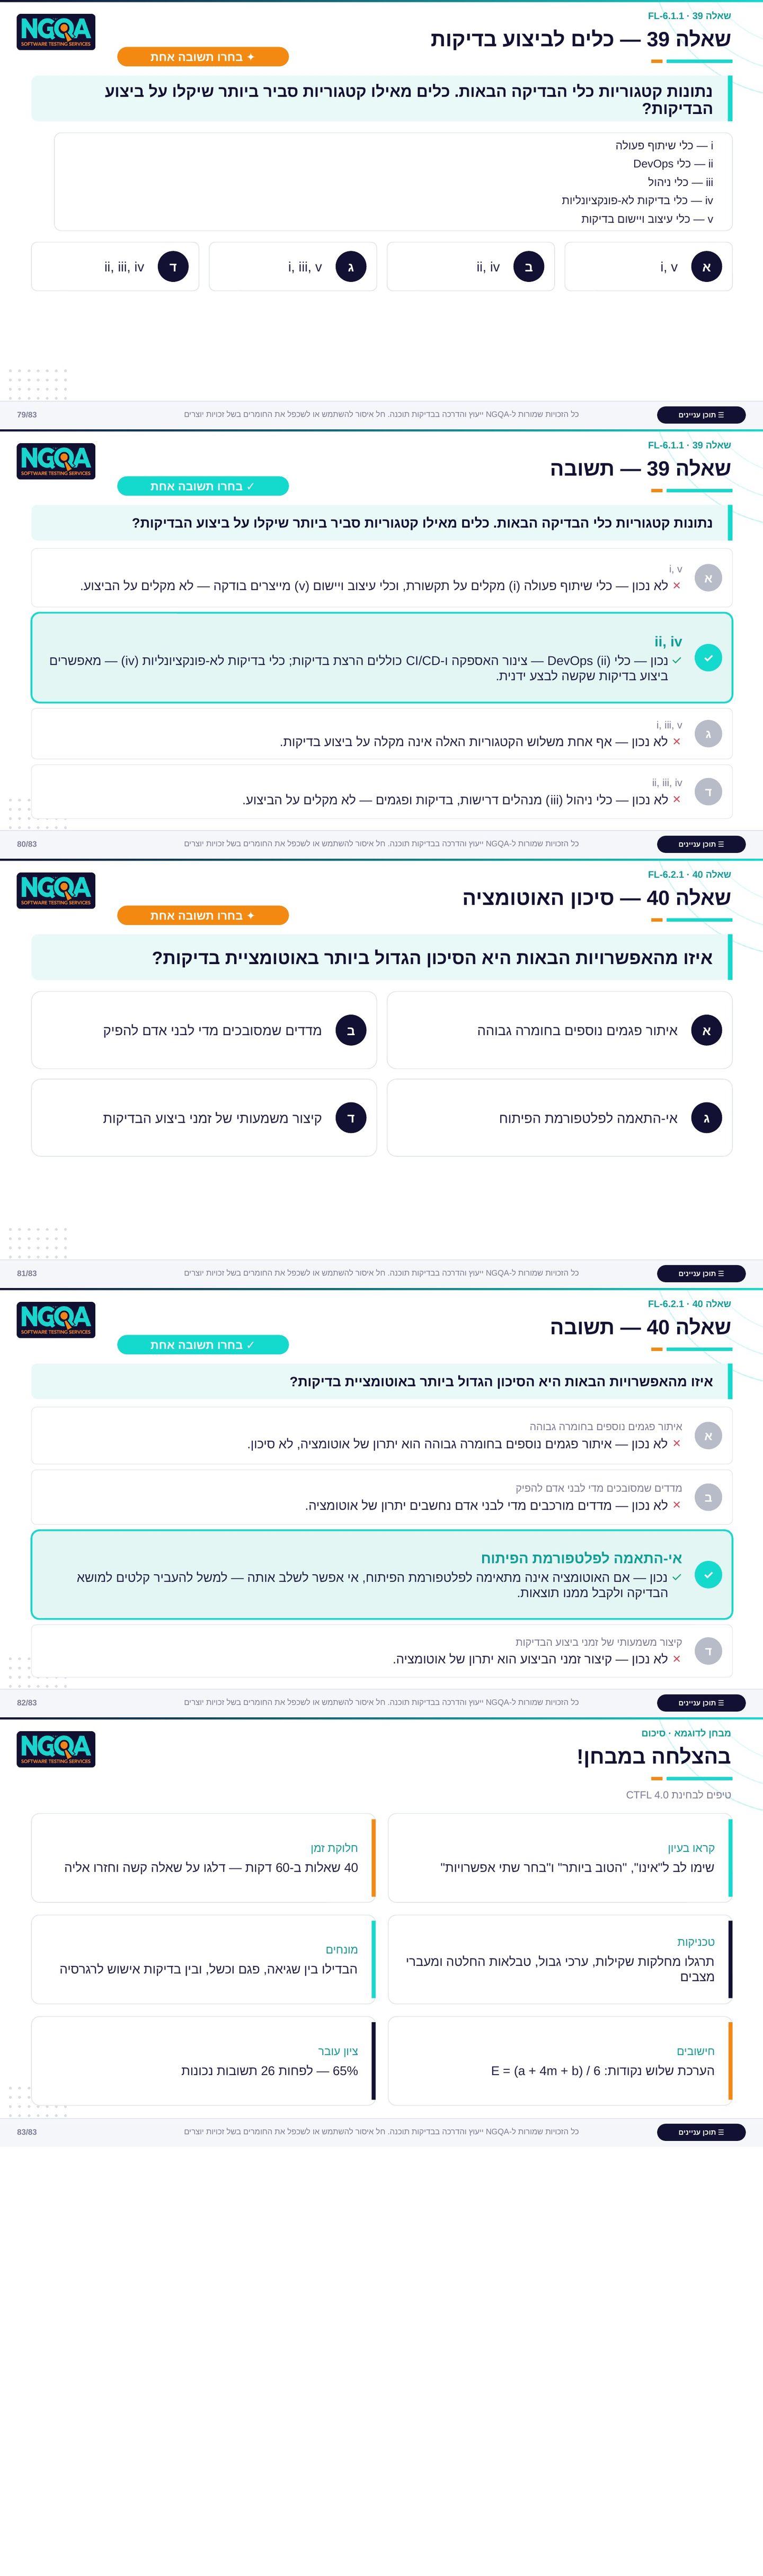 שאלה 39 · FL-6.1.1
שאלה 39 — כלים לביצוע בדיקות
NGQA
SOFTWARE TESTING SERVICES
✦ בחרו תשובה אחת
נתונות קטגוריות כלי הבדיקה הבאות. כלים מאילו קטגוריות סביר ביותר שיקלו על ביצוע
הבדיקות?
i — כלי שיתוף פעולה
ii — כלי DevOps
iii — כלי ניהול
iv — כלי בדיקות לא-פונקציונליות
v — כלי עיצוב ויישום בדיקות
א
i, v
ב
ii, iv
ג
i, iii, v
ד
ii, iii, iv
☰ תוכן עניינים
כל הזכויות שמורות ל-NGQA ייעוץ והדרכה בבדיקות תוכנה. חל איסור להשתמש או לשכפל את החומרים בשל זכויות יוצרים
79/83
שאלה 39 · FL-6.1.1
שאלה 39 — תשובה
NGQA
SOFTWARE TESTING SERVICES
✓ בחרו תשובה אחת
נתונות קטגוריות כלי הבדיקה הבאות. כלים מאילו קטגוריות סביר ביותר שיקלו על ביצוע הבדיקות?
א
i, v
✕ לא נכון — כלי שיתוף פעולה (i) מקלים על תקשורת, וכלי עיצוב ויישום (v) מייצרים בודקה — לא מקלים על הביצוע.
✓
ii, iv
✓ נכון — כלי DevOps (ii) — צינור האספקה ו-CI/CD כוללים הרצת בדיקות; כלי בדיקות לא-פונקציונליות (iv) — מאפשרים
ביצוע בדיקות שקשה לבצע ידנית.
ג
i, iii, v
✕ לא נכון — אף אחת משלוש הקטגוריות האלה אינה מקלה על ביצוע בדיקות.
ד
ii, iii, iv
✕ לא נכון — כלי ניהול (iii) מנהלים דרישות, בדיקות ופגמים — לא מקלים על הביצוע.
☰ תוכן עניינים
כל הזכויות שמורות ל-NGQA ייעוץ והדרכה בבדיקות תוכנה. חל איסור להשתמש או לשכפל את החומרים בשל זכויות יוצרים
80/83
שאלה 40 · FL-6.2.1
שאלה 40 — סיכון האוטומציה
NGQA
SOFTWARE TESTING SERVICES
✦ בחרו תשובה אחת
איזו מהאפשרויות הבאות היא הסיכון הגדול ביותר באוטומציית בדיקות?
א
איתור פגמים נוספים בחומרה גבוהה
ב
מדדים שמסובכים מדי לבני אדם להפיק
ג
אי-התאמה לפלטפורמת הפיתוח
ד
קיצור משמעותי של זמני ביצוע הבדיקות
☰ תוכן עניינים
כל הזכויות שמורות ל-NGQA ייעוץ והדרכה בבדיקות תוכנה. חל איסור להשתמש או לשכפל את החומרים בשל זכויות יוצרים
81/83
שאלה 40 · FL-6.2.1
שאלה 40 — תשובה
NGQA
SOFTWARE TESTING SERVICES
✓ בחרו תשובה אחת
איזו מהאפשרויות הבאות היא הסיכון הגדול ביותר באוטומציית בדיקות?
א
איתור פגמים נוספים בחומרה גבוהה
✕ לא נכון — איתור פגמים נוספים בחומרה גבוהה הוא יתרון של אוטומציה, לא סיכון.
ב
מדדים שמסובכים מדי לבני אדם להפיק
✕ לא נכון — מדדים מורכבים מדי לבני אדם נחשבים יתרון של אוטומציה.
✓
אי-התאמה לפלטפורמת הפיתוח
✓ נכון — אם האוטומציה אינה מתאימה לפלטפורמת הפיתוח, אי אפשר לשלב אותה — למשל להעביר קלטים למושא
הבדיקה ולקבל ממנו תוצאות.
ד
קיצור משמעותי של זמני ביצוע הבדיקות
✕ לא נכון — קיצור זמני הביצוע הוא יתרון של אוטומציה.
☰ תוכן עניינים
כל הזכויות שמורות ל-NGQA ייעוץ והדרכה בבדיקות תוכנה. חל איסור להשתמש או לשכפל את החומרים בשל זכויות יוצרים
82/83
מבחן לדוגמא · סיכום
בהצלחה במבחן!
NGQA
SOFTWARE TESTING SERVICES
טיפים לבחינת CTFL 4.0
קראו בעיון
שימו לב ל"אינו", "הטוב ביותר" ו"בחר שתי אפשרויות"
חלוקת זמן
40 שאלות ב-60 דקות — דלגו על שאלה קשה וחזרו אליה
טכניקות
תרגלו מחלקות שקילות, ערכי גבול, טבלאות החלטה ומעברי
מצבים
מונחים
הבדילו בין שגיאה, פגם וכשל, ובין בדיקות אישוש לרגרסיה
חישובים
הערכת שלוש נקודות: E = (a + 4m + b) / 6
ציון עובר
65% — לפחות 26 תשובות נכונות
☰ תוכן עניינים
כל הזכויות שמורות ל-NGQA ייעוץ והדרכה בבדיקות תוכנה. חל איסור להשתמש או לשכפל את החומרים בשל זכויות יוצרים
83/83